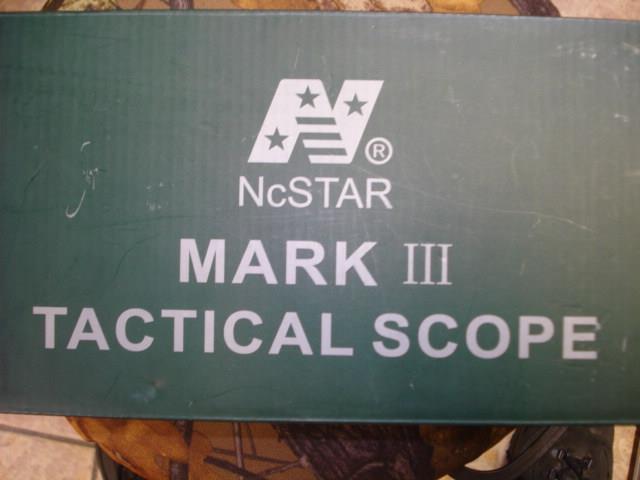 N®
NcSTAR
MARK III
TACTICAL SCOPE